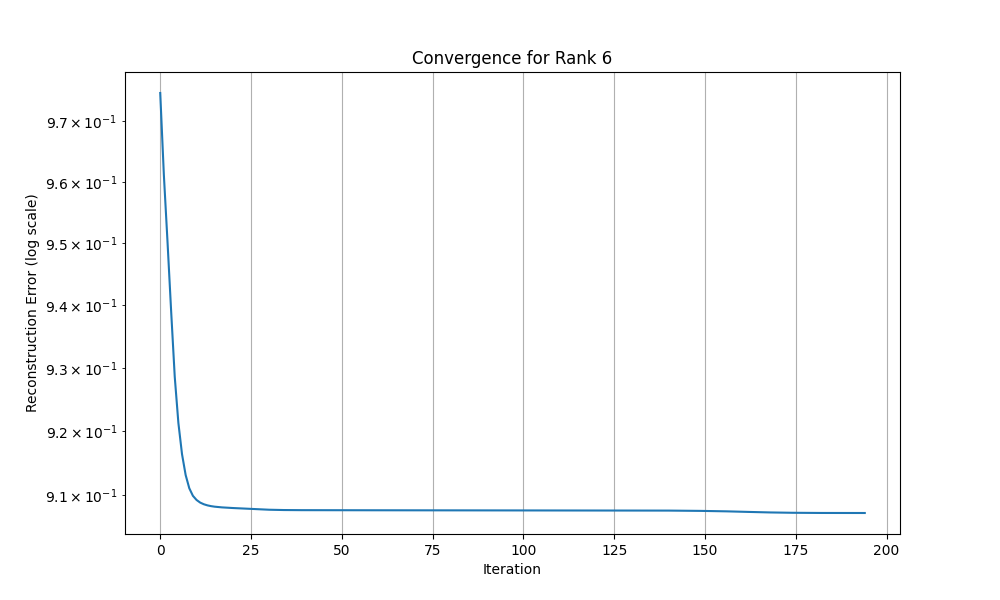 Convergence for Rank 6
Reconstruction Error (log scale)
9.7 × 10⁻¹
9.6 × 10⁻¹
9.5 × 10⁻¹
9.4 × 10⁻¹
9.3 × 10⁻¹
9.2 × 10⁻¹
9.1 × 10⁻¹
0 25 50 75 100 125 150 175 200
Iteration